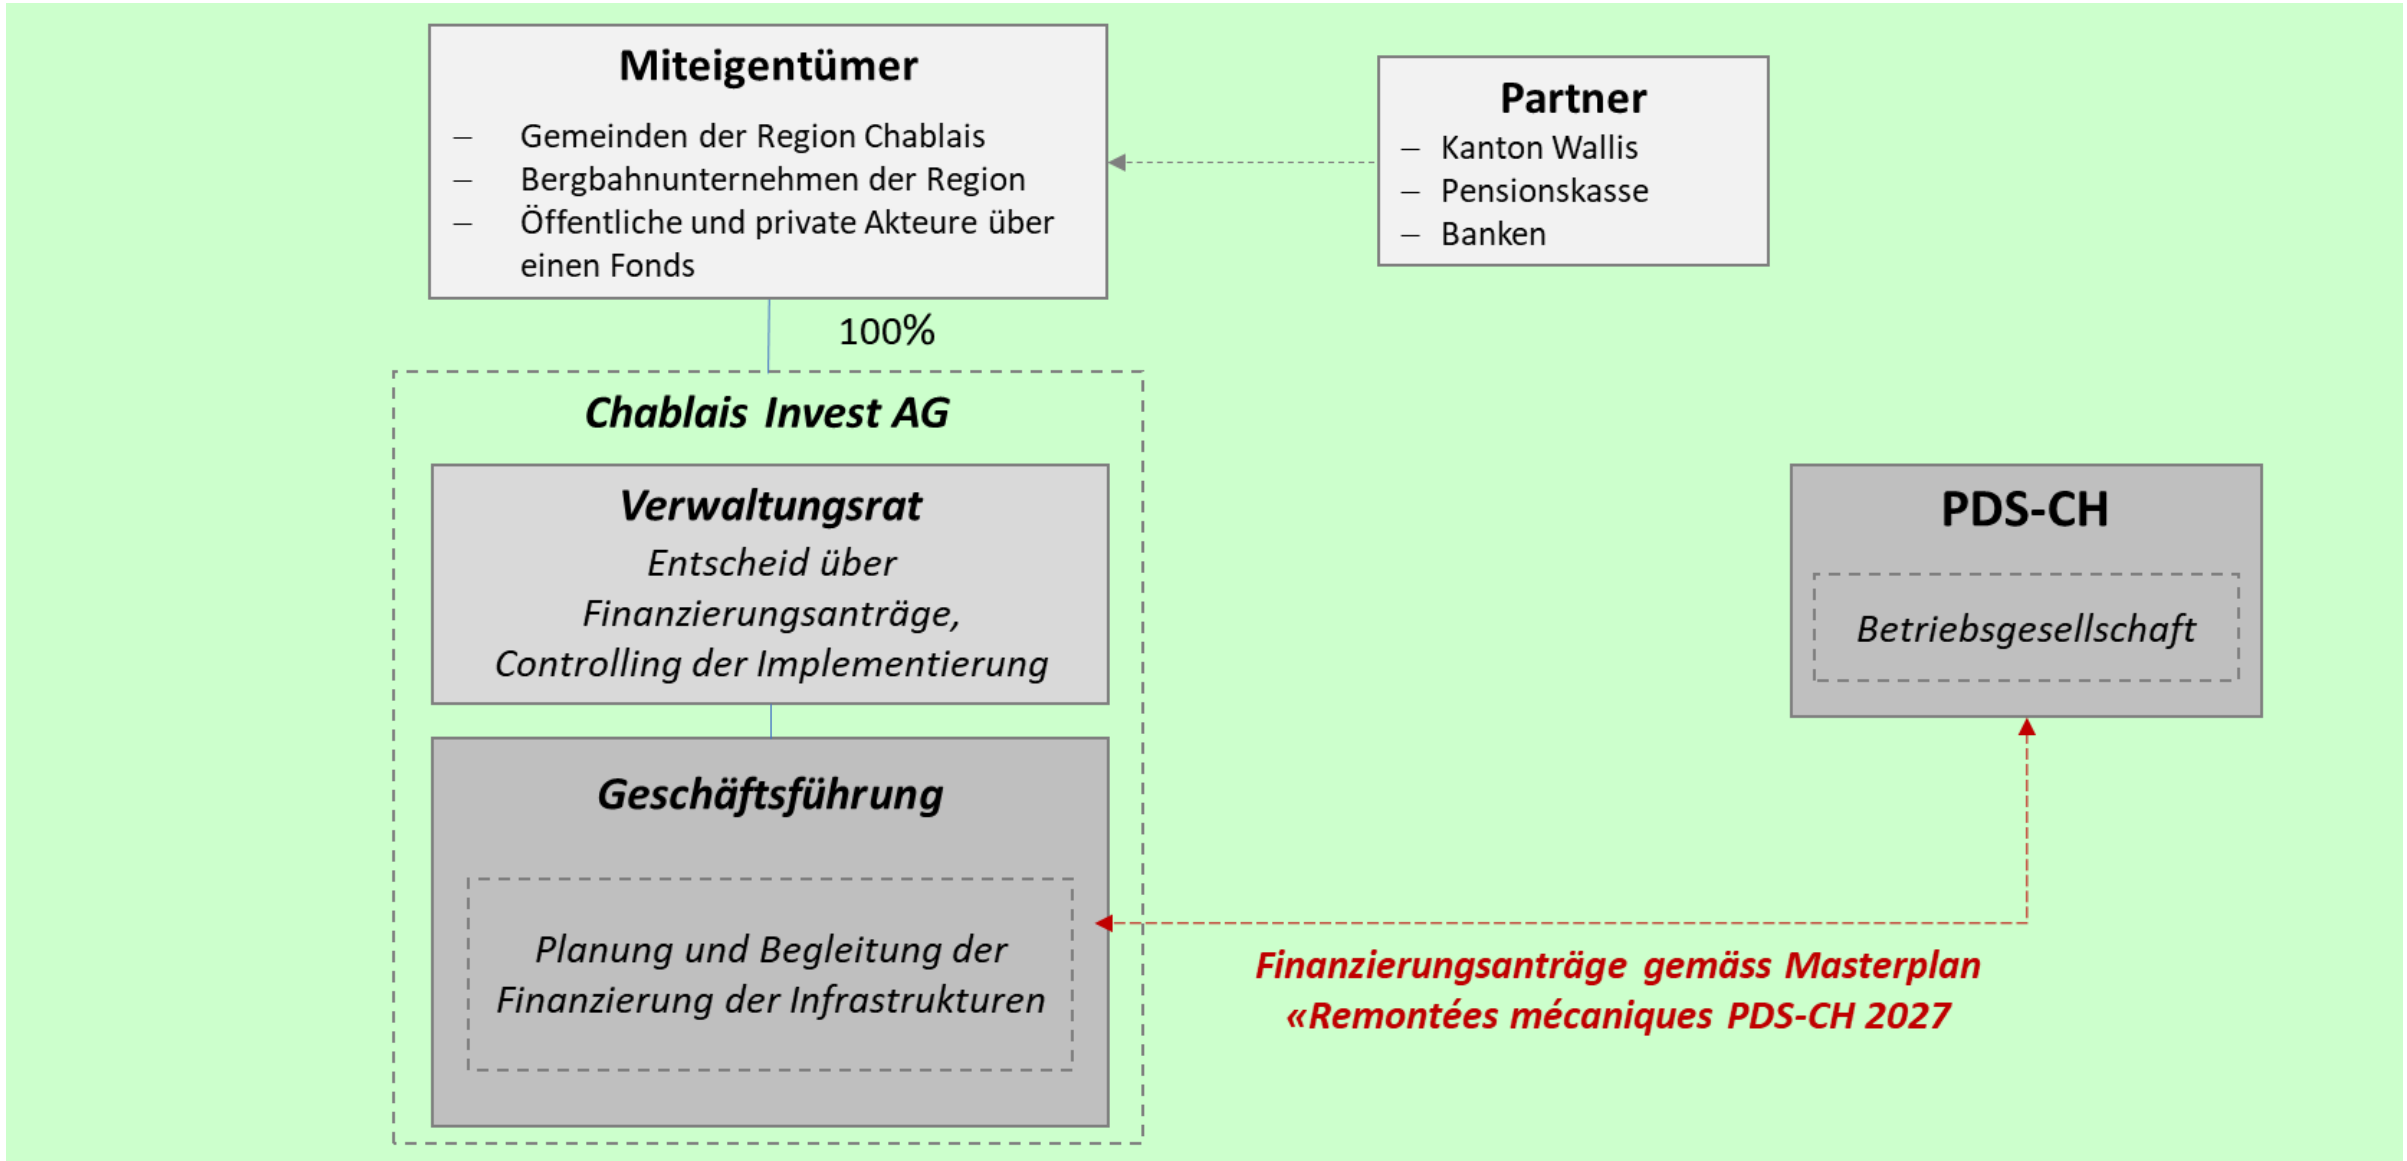 Miteigentümer
– Gemeinden der Region Chablais
– Bergbahnunternehmen der Region
– Öffentliche und private Akteure über
einen Fonds
Partner
– Kanton Wallis
– Pensionskasse
– Banken
100%
Chablais Invest AG
Verwaltungsrat
Entscheid über
Finanzierungsanträge,
Controlling der Implementierung
Geschäftsführung
Planung und Begleitung der
Finanzierung der Infrastrukturen
PDS-CH
Betriebsgesellschaft
Finanzierungsanträge gemäss Masterplan
«Remontées mécaniques PDS-CH 2027